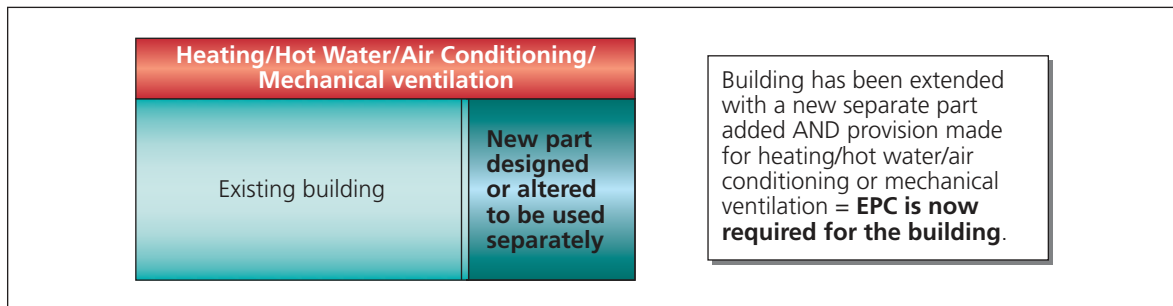 Heating/Hot Water/Air Conditioning/
Mechanical ventilation
Existing building
New part
designed
or altered
to be used
separately
Building has been extended
with a new separate part
added AND provision made
for heating/hot water/air
conditioning or mechanical
ventilation = EPC is now
required for the building.